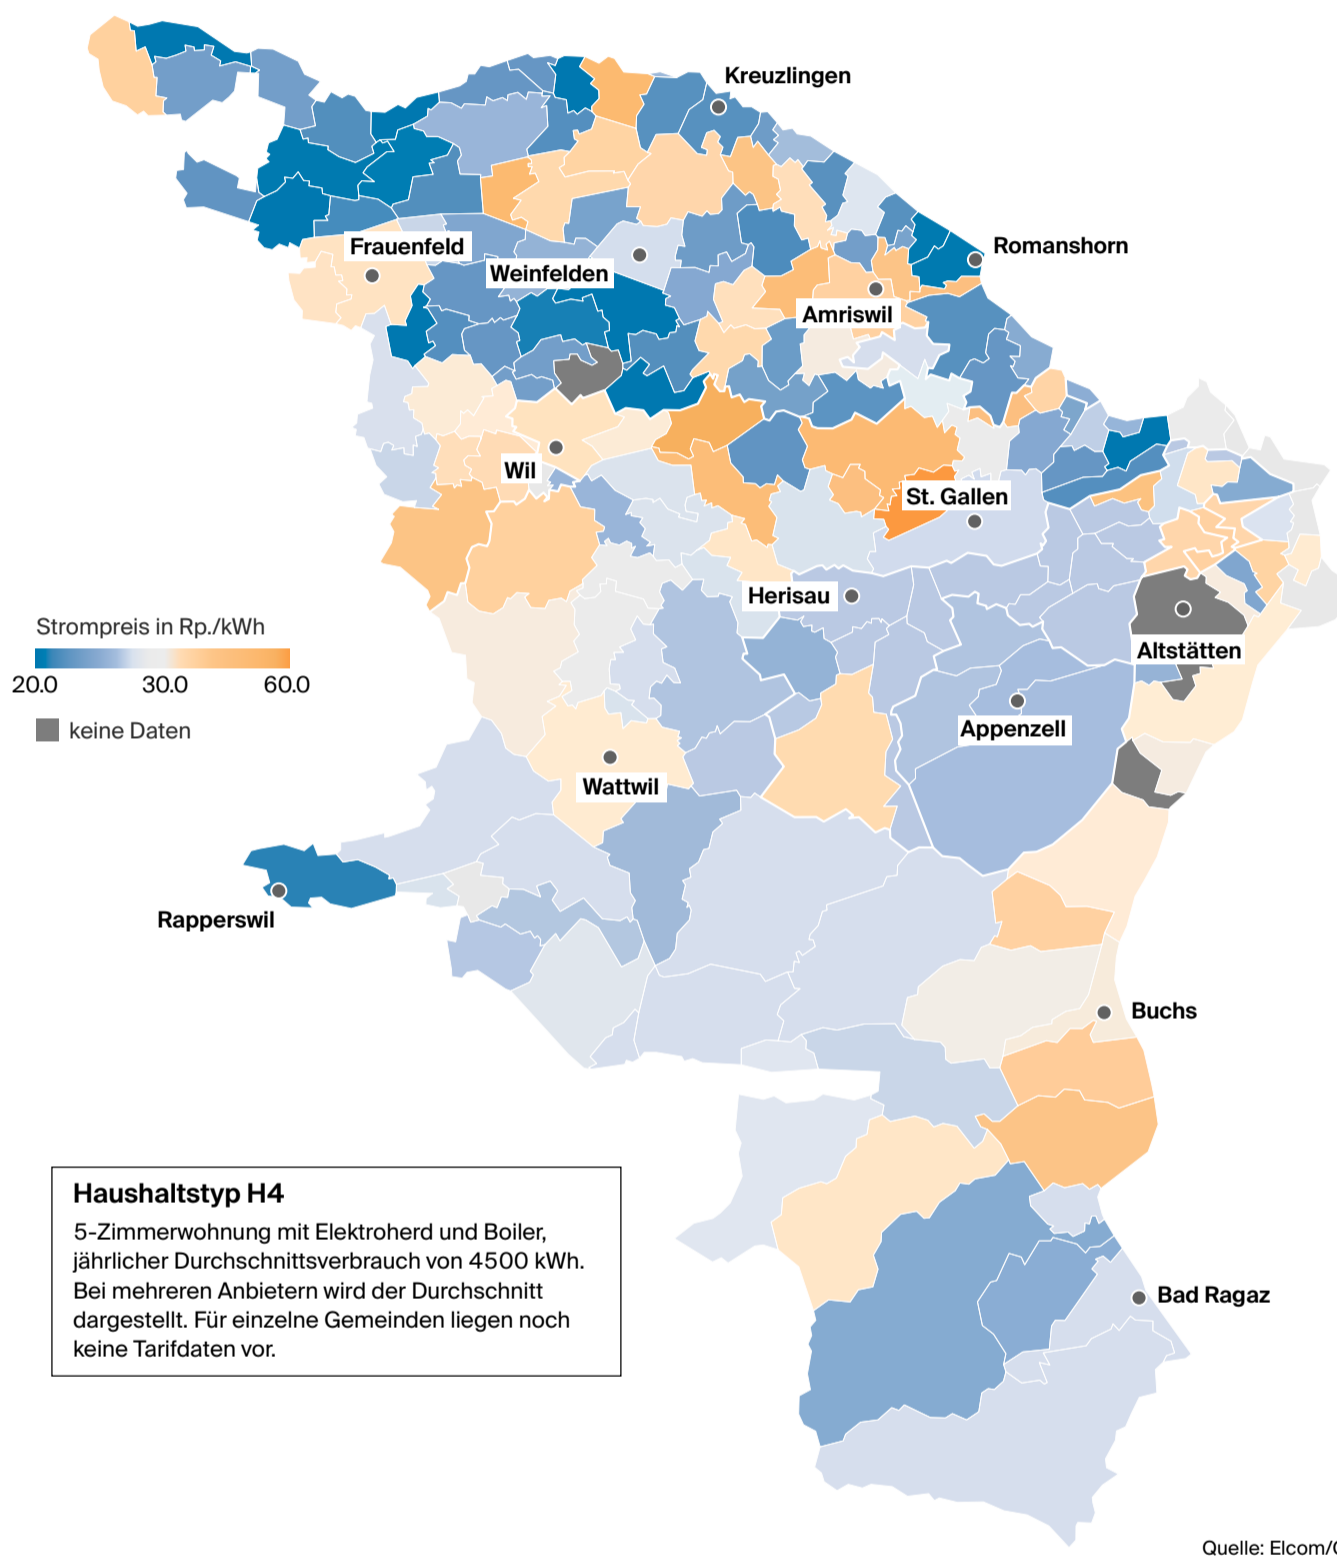 Kreuzlingen
Romanshorn
Frauenfeld
Weinfelden
Amriswil
Wil
St. Gallen
Herisau
Strompreis in Rp./kWh
20.0 30.0 60.0
keine Daten
Altstätten
Appenzell
Wattwil
Rapperswil
Buchs
Haushaltstyp H4
5-Zimmerwohnung mit Elektroherd und Boiler,
jährlicher Durchschnittsverbrauch von 4500 kWh.
Bei mehreren Anbietern wird der Durchschnitt
dargestellt. Für einzelne Gemeinden liegen noch
keine Tarifdaten vor.
Bad Ragaz
Quelle: Elcom/